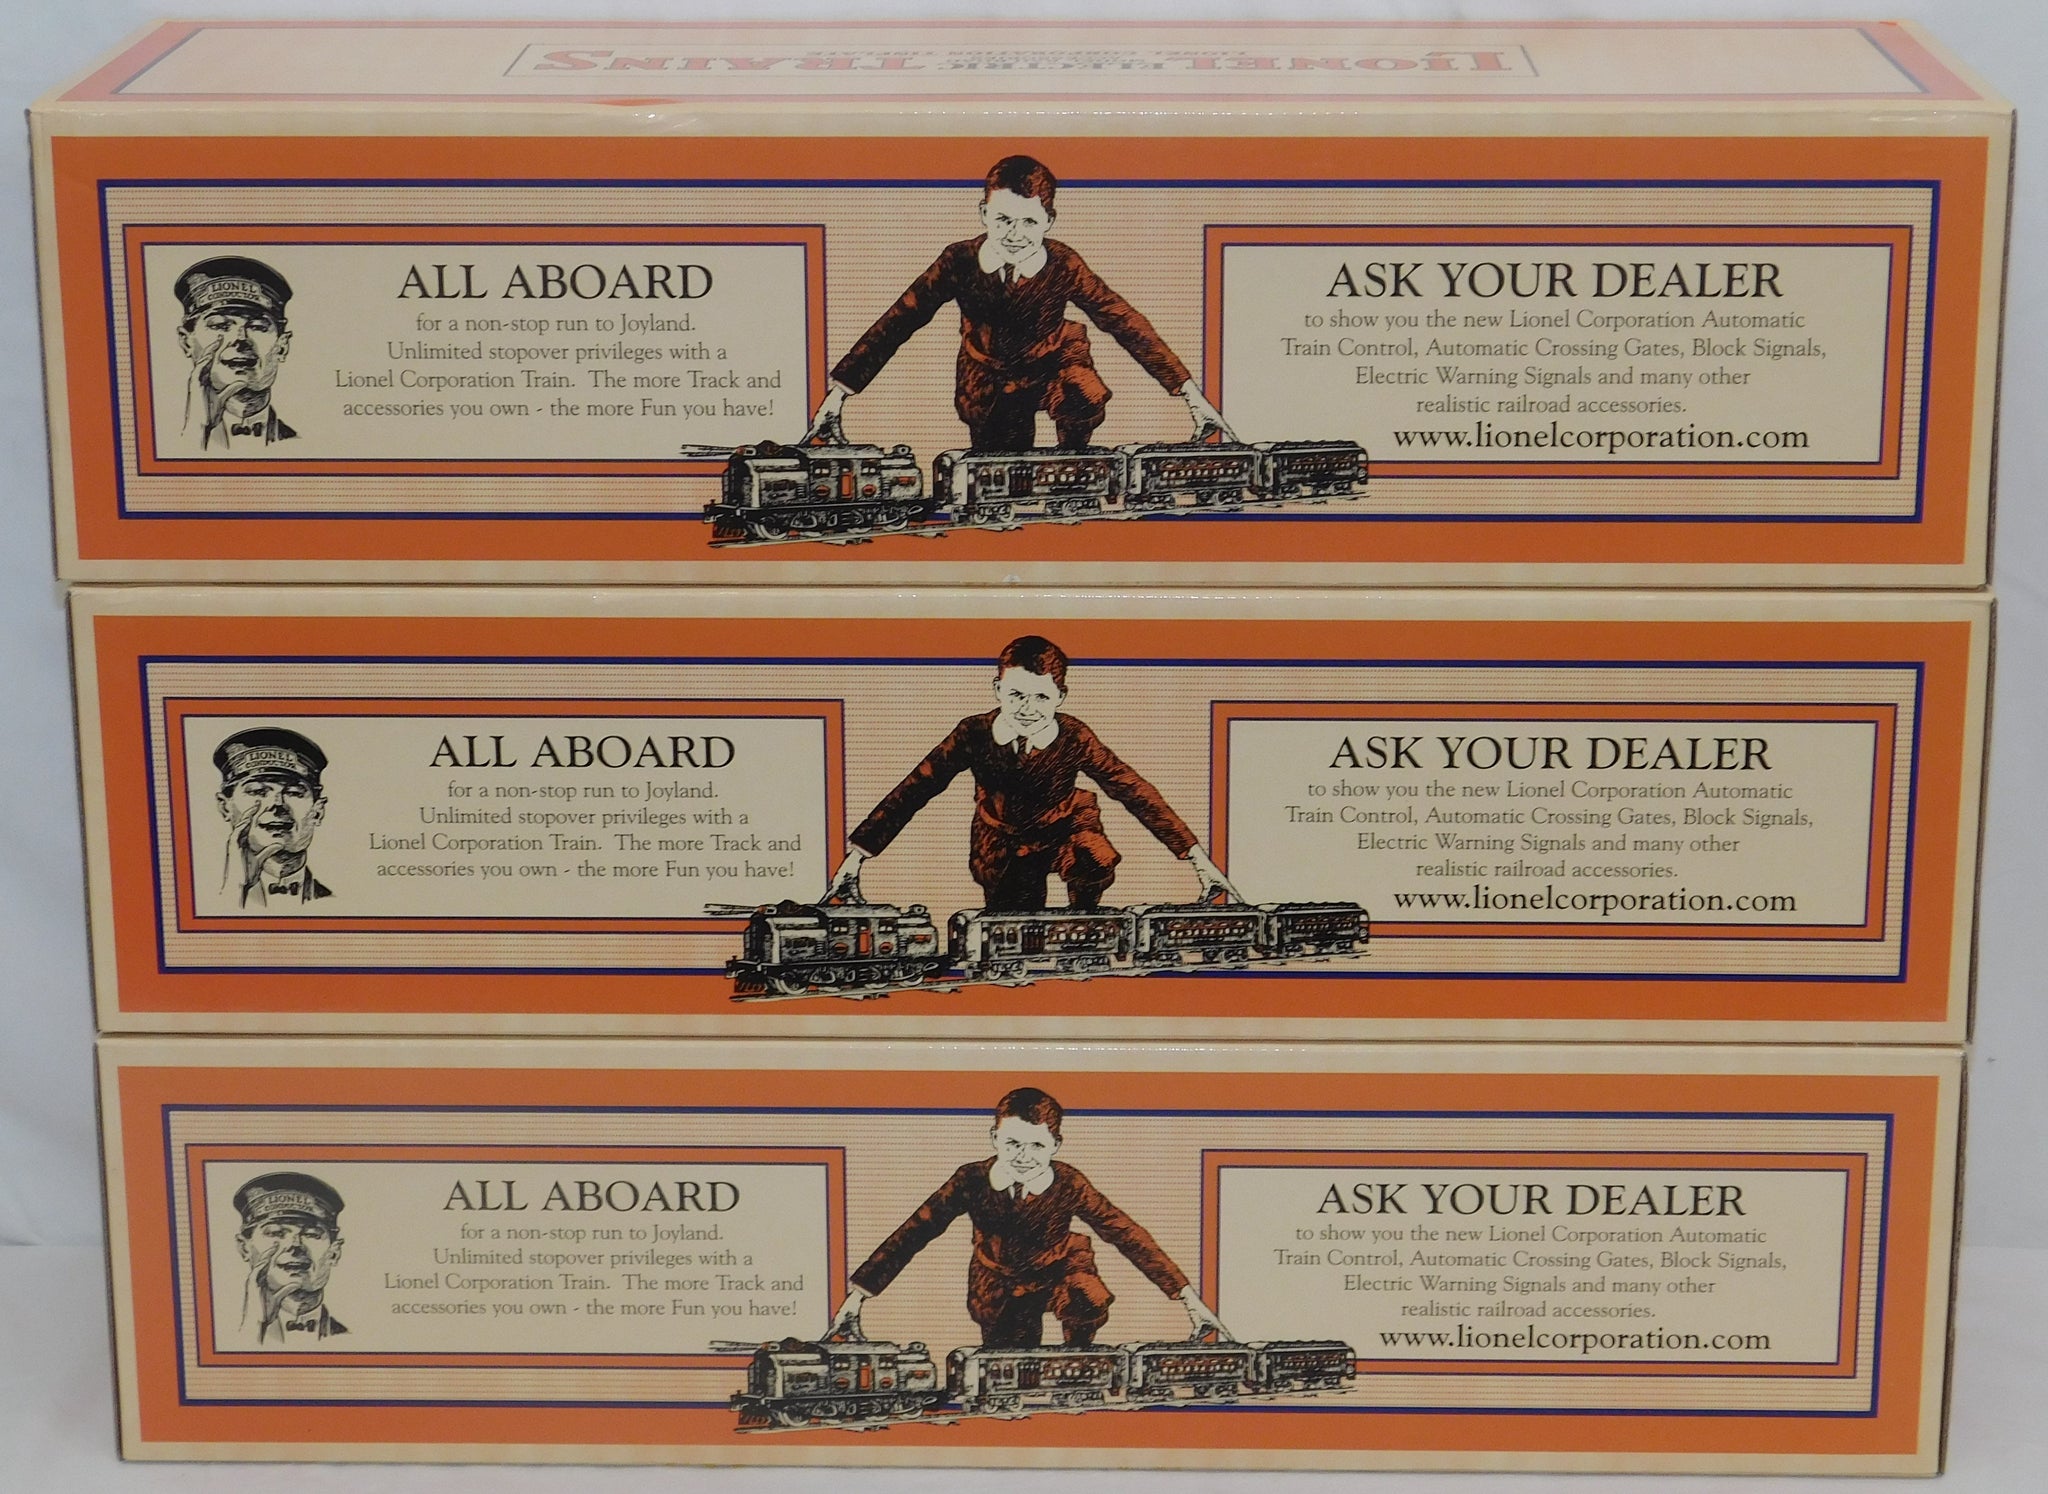 LIONEL ELECTRIC TRAINS
LIONEL CORPORATION TINPLATE
LIONEL
CONDUCTOR
ALL ABOARD
for a non-stop run to Joyland.
Unlimited stopover privileges with a
Lionel Corporation Train. The more Track and
accessories you own - the more Fun you have!
ASK YOUR DEALER
to show you the new Lionel Corporation Automatic
Train Control, Automatic Crossing Gates, Block Signals,
Electric Warning Signals and many other
realistic railroad accessories.
www.lionelcorporation.com
LIONEL
CONDUCTOR
ALL ABOARD
for a non-stop run to Joyland.
Unlimited stopover privileges with a
Lionel Corporation Train. The more Track and
accessories you own - the more Fun you have!
ASK YOUR DEALER
to show you the new Lionel Corporation Automatic
Train Control, Automatic Crossing Gates, Block Signals,
Electric Warning Signals and many other
realistic railroad accessories.
www.lionelcorporation.com
LIONEL
CONDUCTOR
ALL ABOARD
for a non-stop run to Joyland.
Unlimited stopover privileges with a
Lionel Corporation Train. The more Track and
accessories you own - the more Fun you have!
ASK YOUR DEALER
to show you the new Lionel Corporation Automatic
Train Control, Automatic Crossing Gates, Block Signals,
Electric Warning Signals and many other
realistic railroad accessories.
www.lionelcorporation.com